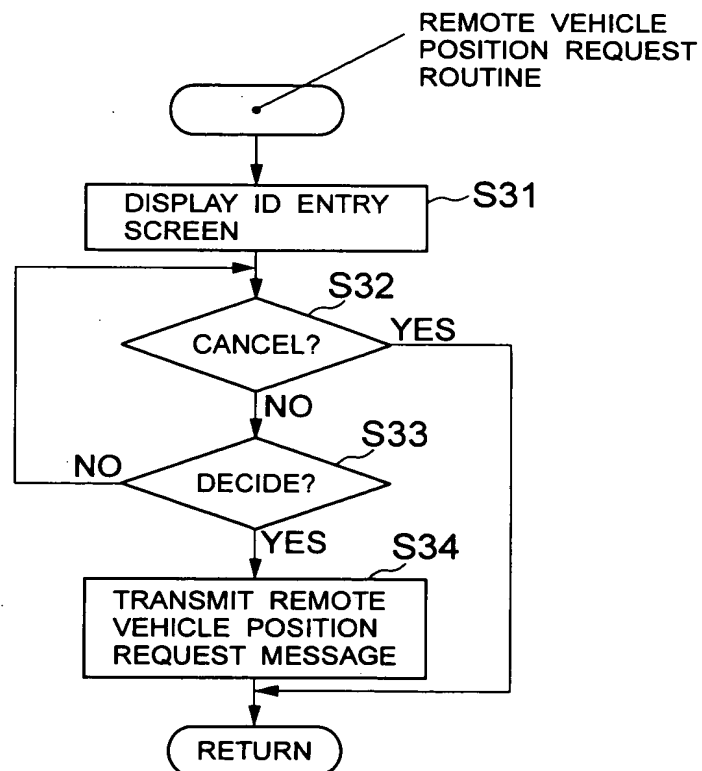 REMOTE VEHICLE
POSITION REQUEST
ROUTINE
DISPLAY ID ENTRY
SCREEN
S31
S32
CANCEL?
YES
NO
S33
NO
DECIDE?
YES
S34
TRANSMIT REMOTE
VEHICLE POSITION
REQUEST MESSAGE
RETURN